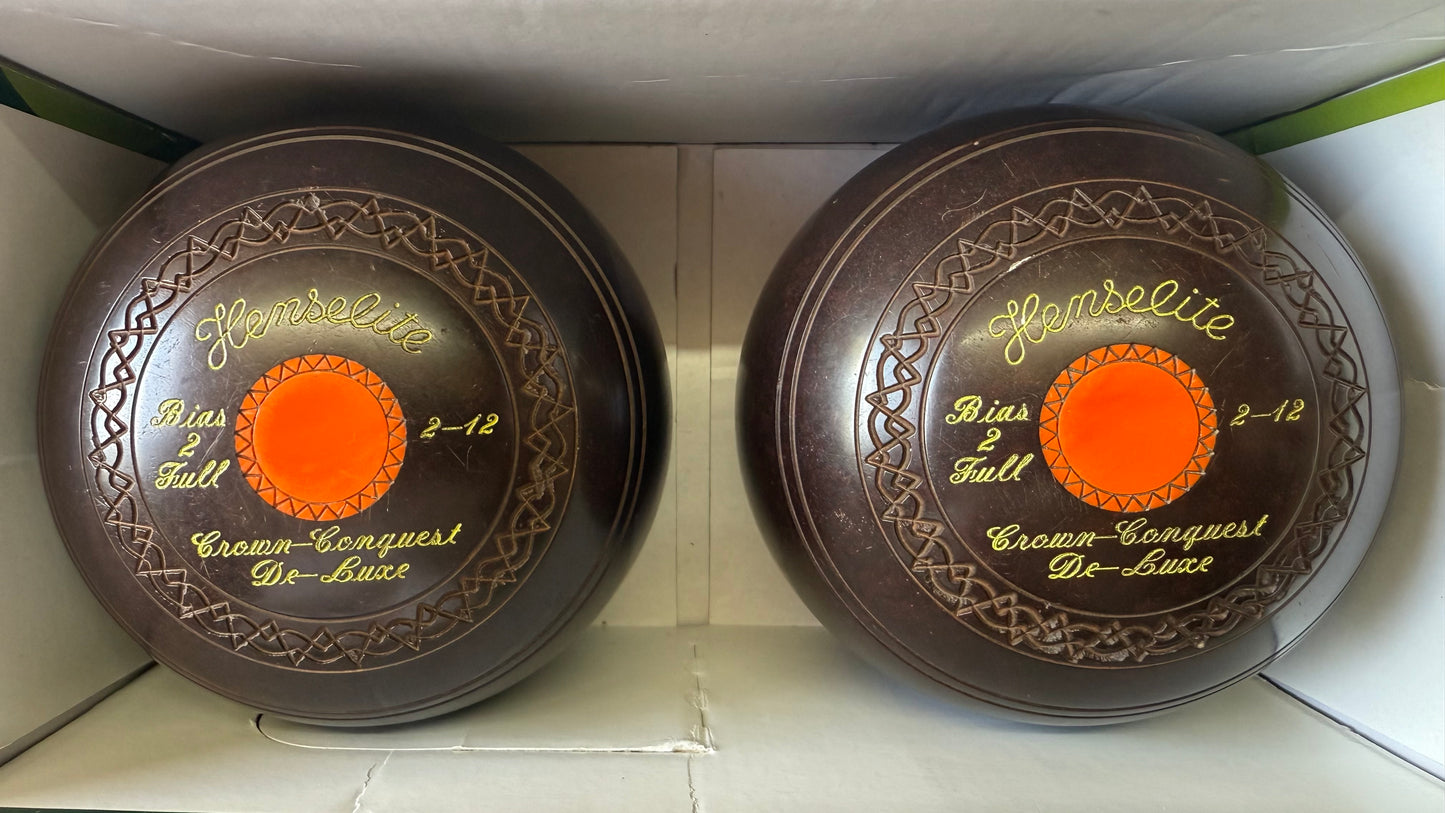 Henselite
Bias 2-12
2
Full
Crown-Conquest
De-Luxe
Henselite
Bias 2-12
2
Full
Crown-Conquest
De-Luxe